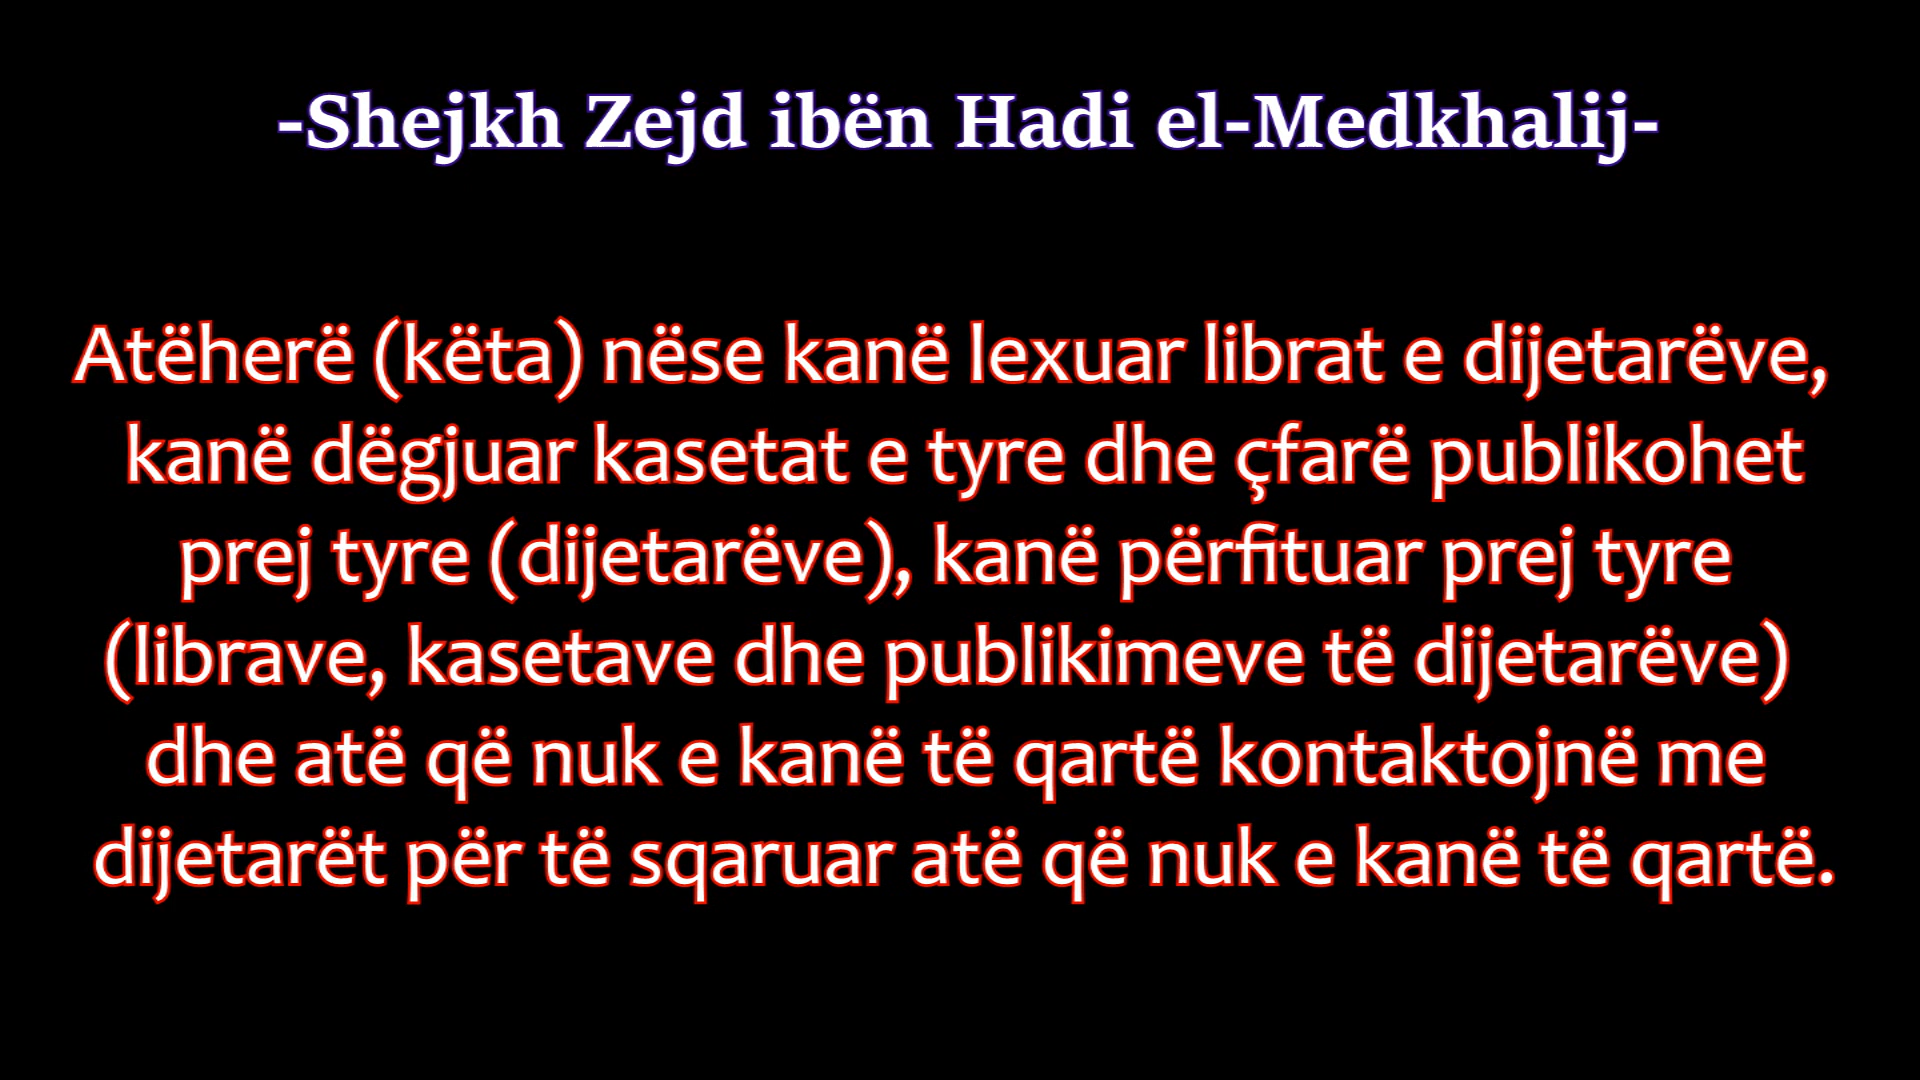 -Shejkh Zejd ibën Hadi el-Medkhalij-
Atëherë (këta) nëse kanë lexuar librat e dijetarëve,
kanë dëgjuar kasetat e tyre dhe çfarë publikohet
prej tyre (dijetarëve), kanë përfituar prej tyre
(librave, kasetave dhe publikimeve të dijetarëve)
dhe atë që nuk e kanë të qartë kontaktojnë me
dijetarët për të sqaruar atë që nuk e kanë të qartë.